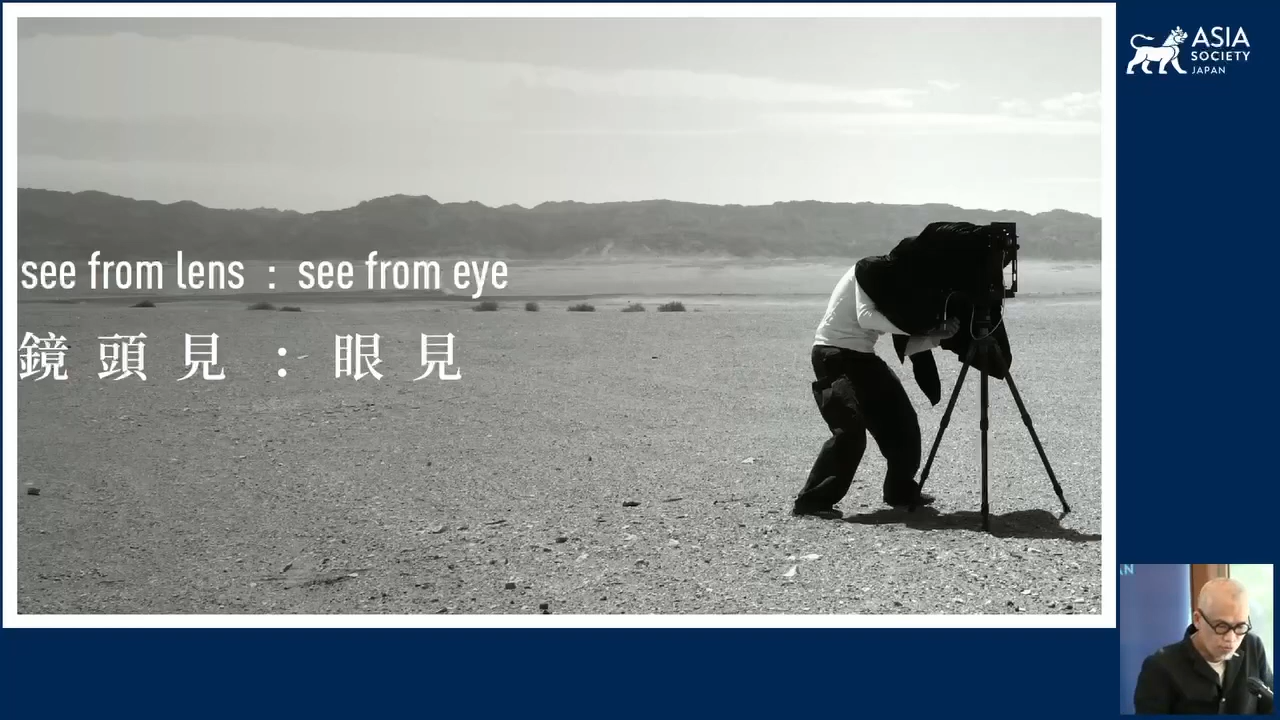 see from lens : see from eye
鏡頭見 : 眼見
ASIA
SOCIETY
JAPAN